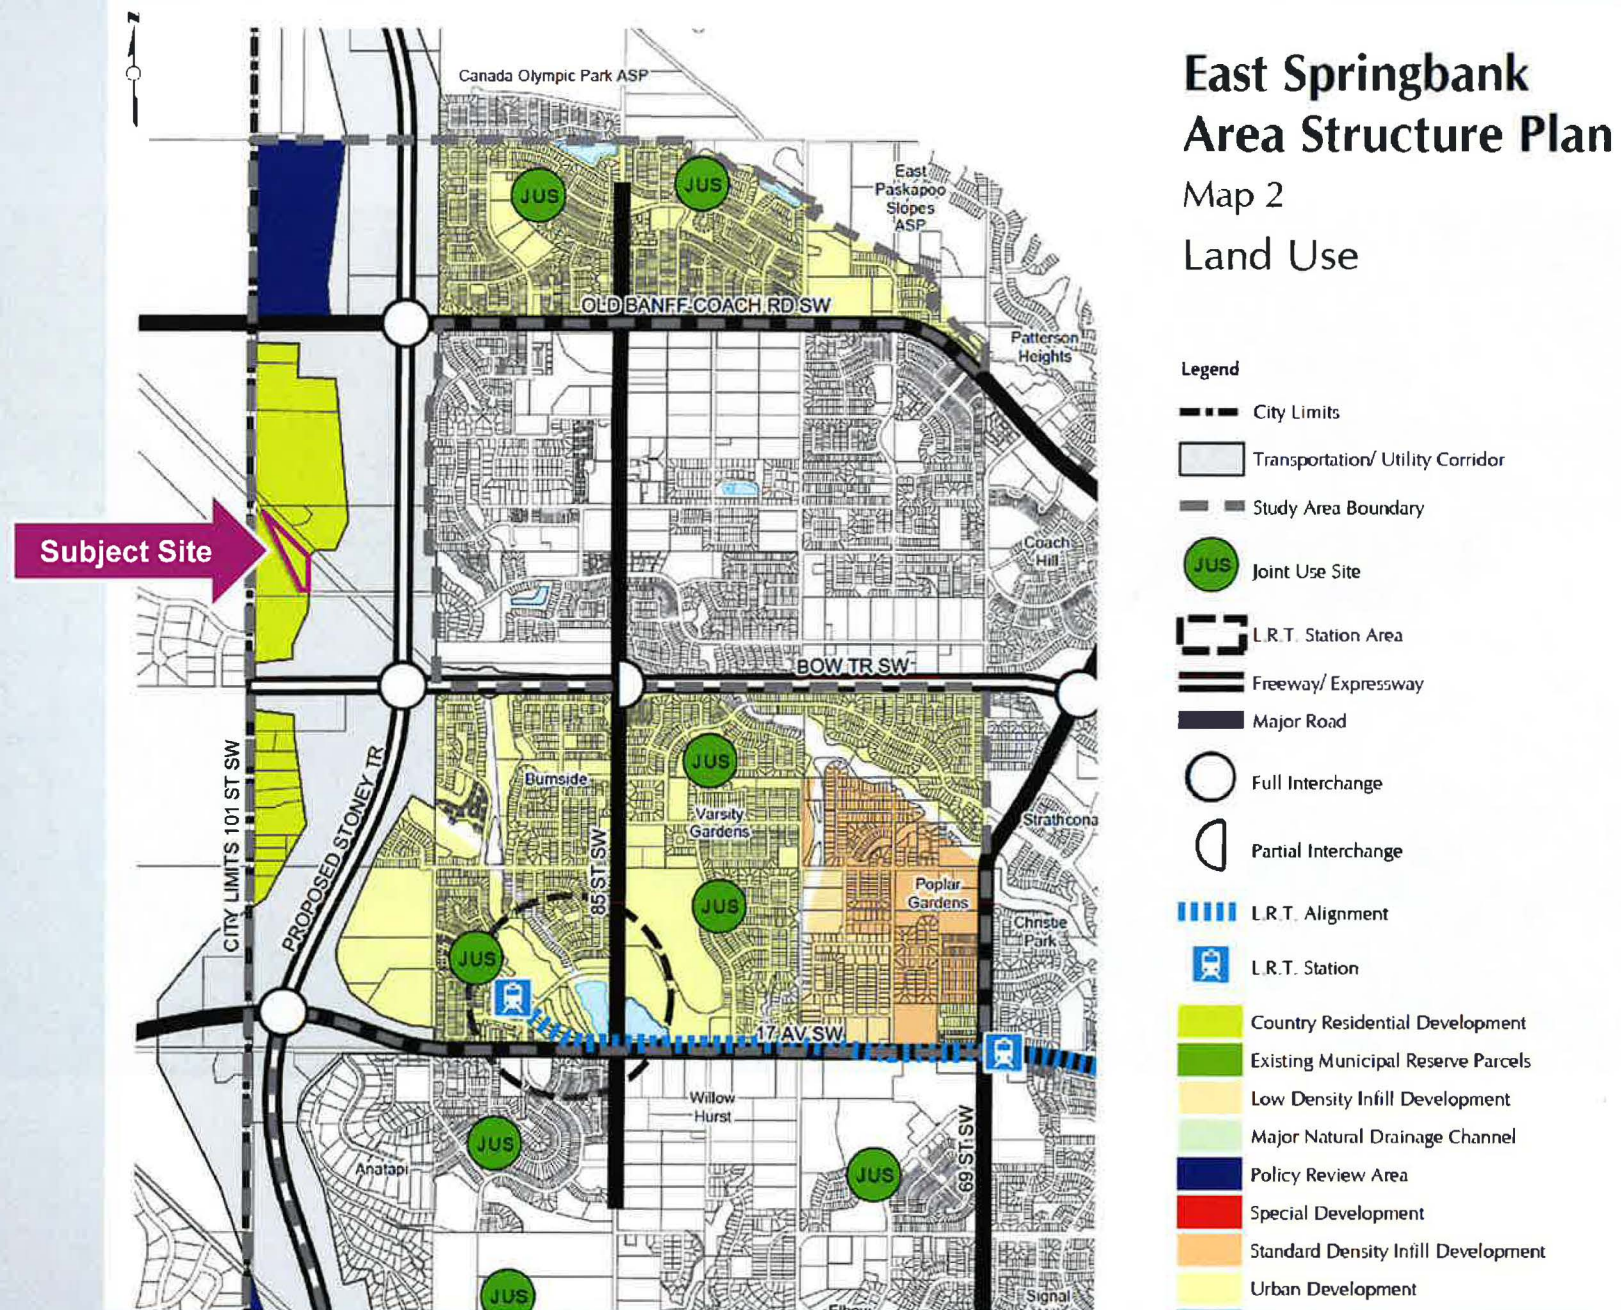 East Springbank
Area Structure Plan
Map 2
Land Use
N
Canada Olympic Park ASP
JUS
JUS
East
Paskapoo
Slopes
ASP
OLD BANFF COACH RD SW
Patterson
Heights
Subject Site
Coach
Hill
BOW TR SW
CITY LIMITS 101 ST SW
PROPOSED STONEY TR
Burnside
85 ST SW
JUS
Varsity
Gardens
Strathcona
Poplar
Gardens
JUS
Christie
Park
JUS
17 AV SW
Willow
Hurst
69 ST SW
JUS
Anatapi
JUS
JUS
Signal
Legend
City Limits
Transportation/ Utility Corridor
Study Area Boundary
JUS
Joint Use Site
L.R.T. Station Area
Freeway/ Expressway
Major Road
Full Interchange
Partial Interchange
L.R.T. Alignment
L.R.T. Station
Country Residential Development
Existing Municipal Reserve Parcels
Low Density Infill Development
Major Natural Drainage Channel
Policy Review Area
Special Development
Standard Density Infill Development
Urban Development